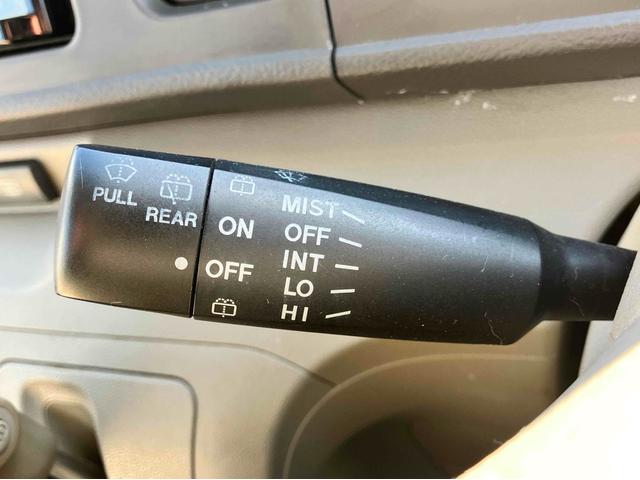 PULL
REAR
ON
OFF
MIST
OFF
INT
LO
HI